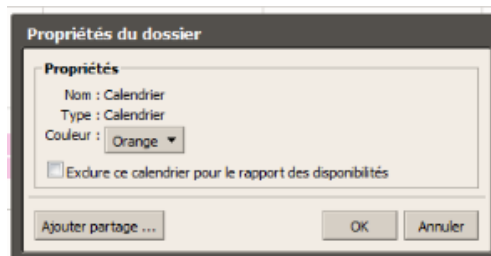 Propriétés du dossier
Propriétés
Nom : Calendrier
Type : Calendrier
Couleur : Orange
Exclure ce calendrier pour le rapport des disponibilités
Ajouter partage ... OK Annuler